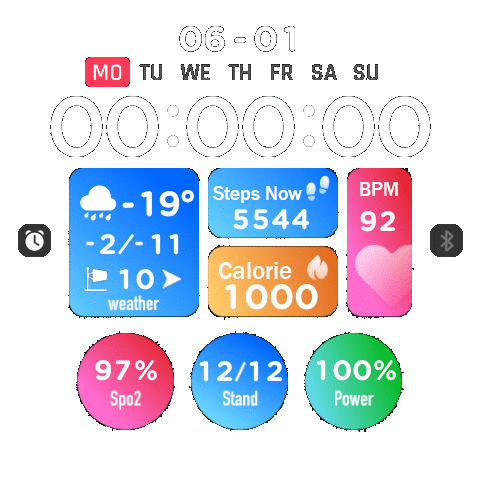 06-01
MO TU WE TH FR SA SU
00:00:00
-19°
-2/-11
10
weather
Steps Now
5544
Calorie
1000
BPM
92
97%
Spo2
12/12
Stand
100%
Power